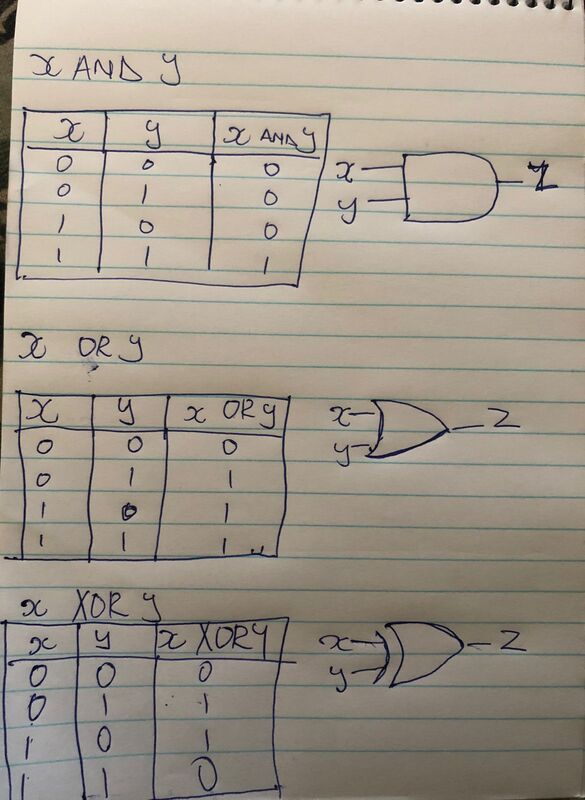 x AND y
x y x AND y
0 0 0
x z
0 1 0
y
1 0 0
1 1 1
x OR y
x y x OR y
x z
0 0 0
y
0 1 1
1 0 1
1 1 1
x XOR y
x y x XOR y
x z
0 0 0
y
0 1 1
1 0 1
1 1 0